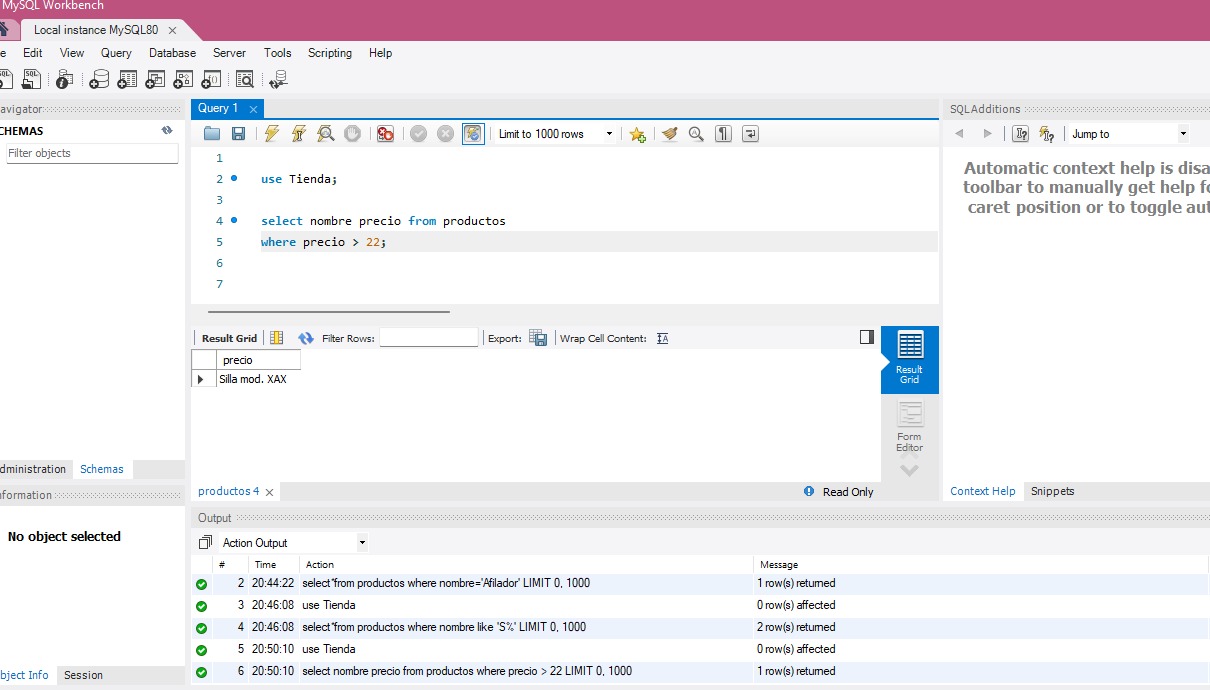 MySQL Workbench
Local instance MySQL80
e Edit View Query Database Server Tools Scripting Help
avigator
CHEMAS
Filter objects
dministration Schemas
nformation
No object selected
bject Info Session
Query 1
Limit to 1000 rows
1
2 use Tienda;
3
4 select nombre precio from productos
5 where precio > 22;
6
7
Result Grid Filter Rows: Export: Wrap Cell Content:
precio
Silla mod. XAX
Result
Grid
Form
Editor
productos 4 Read Only
SQLAdditions
Jump to
Automatic context help is disa
toolbar to manually get help fo
caret position or to toggle aut
Context Help Snippets
Output
Action Output
# Time Action Message
2 20:44:22 select*from productos where nombre='Afilador' LIMIT 0, 1000 1 row(s) returned
3 20:46:08 use Tienda 0 row(s) affected
4 20:46:08 select*from productos where nombre like 'S%' LIMIT 0, 1000 2 row(s) returned
5 20:50:10 use Tienda 0 row(s) affected
6 20:50:10 select nombre precio from productos where precio > 22 LIMIT 0, 1000 1 row(s) returned